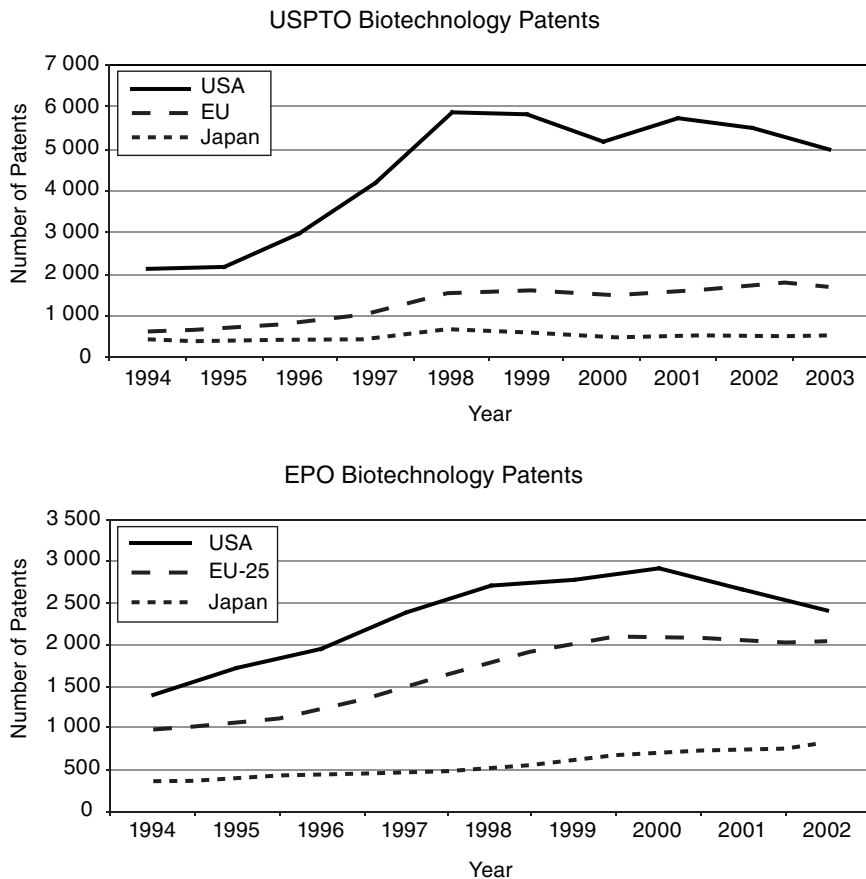 USPTO Biotechnology Patents
Number of Patents
7 000
6 000
5 000
4 000
3 000
2 000
1 000
0
USA
EU
Japan
1994 1995 1996 1997 1998 1999 2000 2001 2002 2003
Year
EPO Biotechnology Patents
Number of Patents
3 500
3 000
2 500
2 000
1 500
1 000
500
0
USA
EU-25
Japan
1994 1995 1996 1997 1998 1999 2000 2001 2002
Year